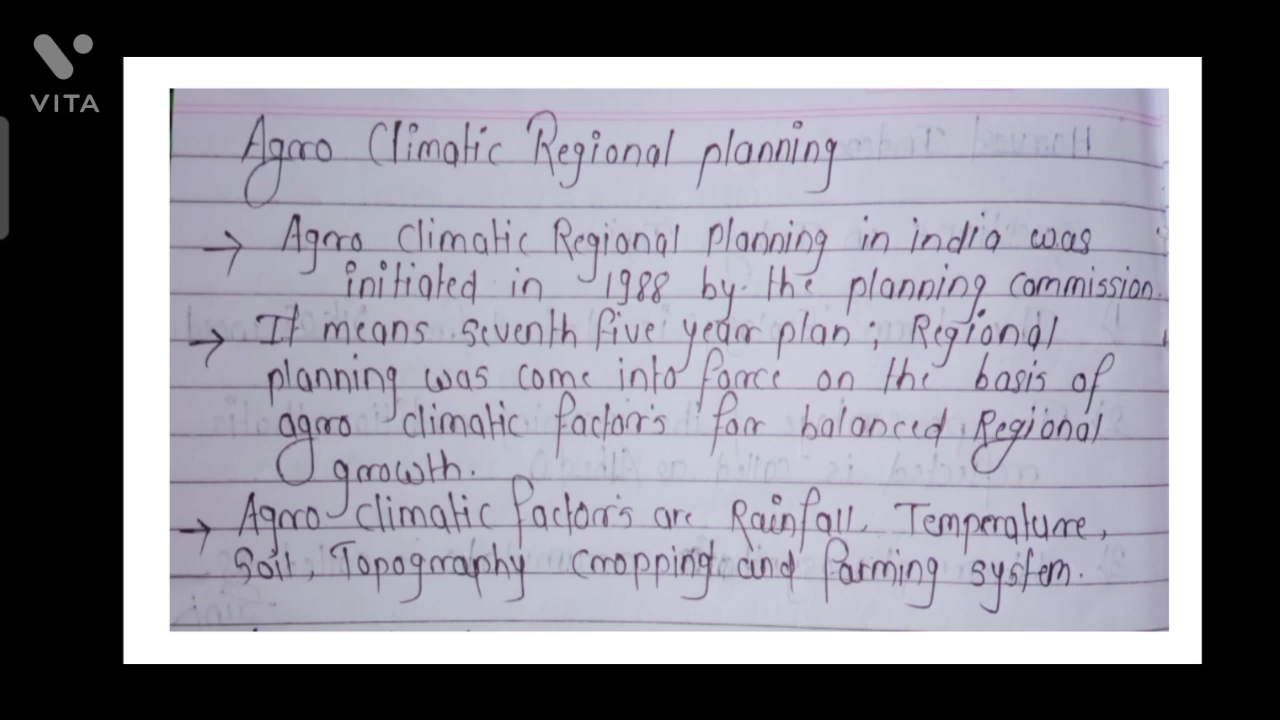 VITA
Agro Climatic Regional planning
→ Agro Climatic Regional Planning in india was
initiated in 1988 by the planning commission.
→ It means seventh five year plan; Regional
planning was come into force on the basis of
agro climatic factors for balanced Regional
growth.
→ Agro climatic factors are Rainfall, Temperature,
Soil, Topography Cropping and farming system.